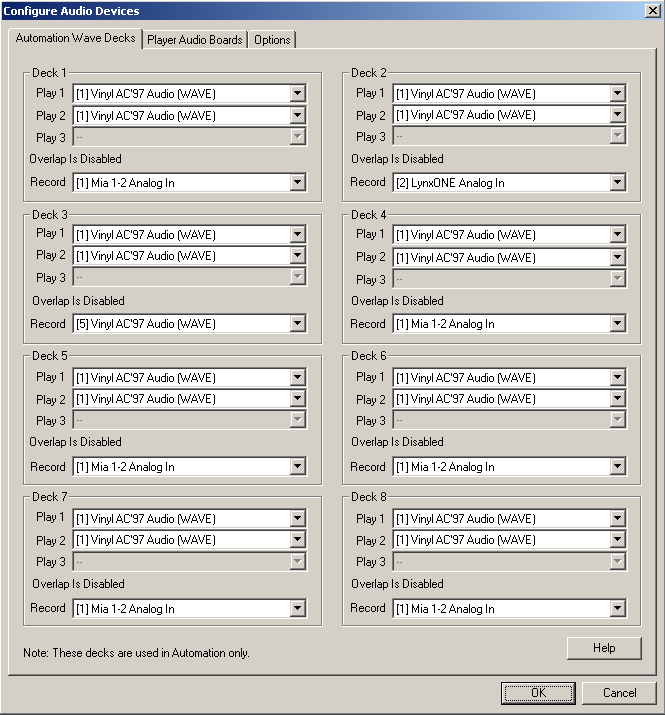 Configure Audio Devices
Automation Wave Decks Player Audio Boards Options
Deck 1
Play 1 [1] Vinyl AC'97 Audio (WAVE)
Play 2 [1] Vinyl AC'97 Audio (WAVE)
Play 3 --
Overlap Is Disabled
Record [1] Mia 1-2 Analog In
Deck 2
Play 1 [1] Vinyl AC'97 Audio (WAVE)
Play 2 [1] Vinyl AC'97 Audio (WAVE)
Play 3 --
Overlap Is Disabled
Record [2] LynxONE Analog In
Deck 3
Play 1 [1] Vinyl AC'97 Audio (WAVE)
Play 2 [1] Vinyl AC'97 Audio (WAVE)
Play 3 --
Overlap Is Disabled
Record [5] Vinyl AC'97 Audio (WAVE)
Deck 4
Play 1 [1] Vinyl AC'97 Audio (WAVE)
Play 2 [1] Vinyl AC'97 Audio (WAVE)
Play 3 --
Overlap Is Disabled
Record [1] Mia 1-2 Analog In
Deck 5
Play 1 [1] Vinyl AC'97 Audio (WAVE)
Play 2 [1] Vinyl AC'97 Audio (WAVE)
Play 3 --
Overlap Is Disabled
Record [1] Mia 1-2 Analog In
Deck 6
Play 1 [1] Vinyl AC'97 Audio (WAVE)
Play 2 [1] Vinyl AC'97 Audio (WAVE)
Play 3 --
Overlap Is Disabled
Record [1] Mia 1-2 Analog In
Deck 7
Play 1 [1] Vinyl AC'97 Audio (WAVE)
Play 2 [1] Vinyl AC'97 Audio (WAVE)
Play 3 --
Overlap Is Disabled
Record [1] Mia 1-2 Analog In
Deck 8
Play 1 [1] Vinyl AC'97 Audio (WAVE)
Play 2 [1] Vinyl AC'97 Audio (WAVE)
Play 3 --
Overlap Is Disabled
Record [1] Mia 1-2 Analog In
Note: These decks are used in Automation only.
Help
OK Cancel